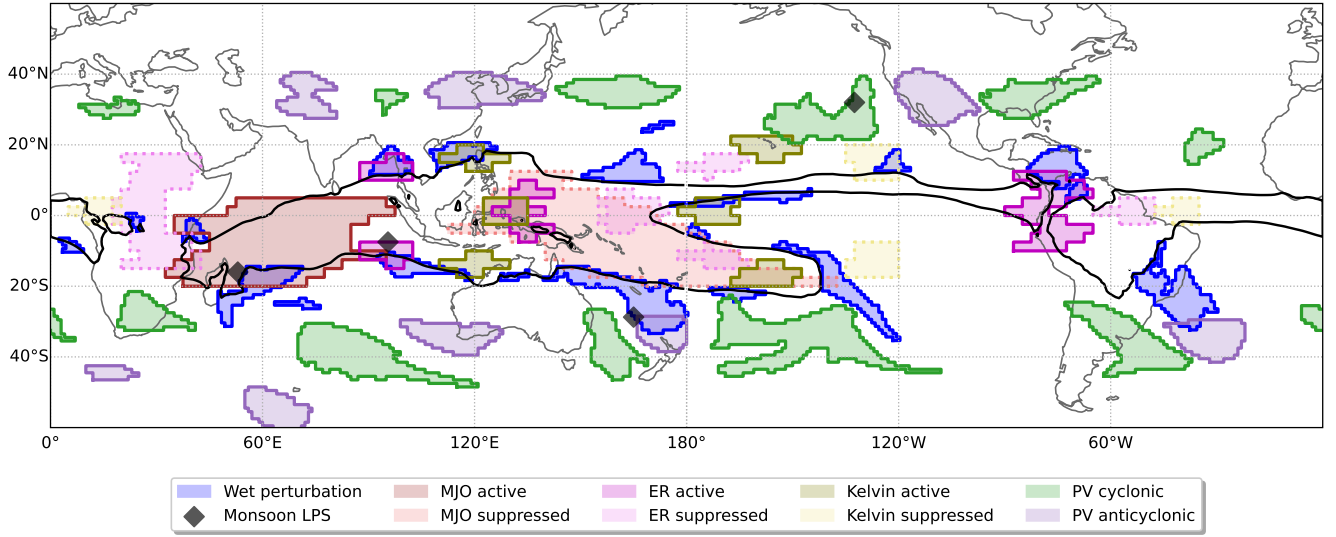 40°N
20°N
0°
20°S
40°S
0° 60°E 120°E 180° 120°W 60°W
Wet perturbation MJO active ER active Kelvin active PV cyclonic
Monsoon LPS MJO suppressed ER suppressed Kelvin suppressed PV anticyclonic